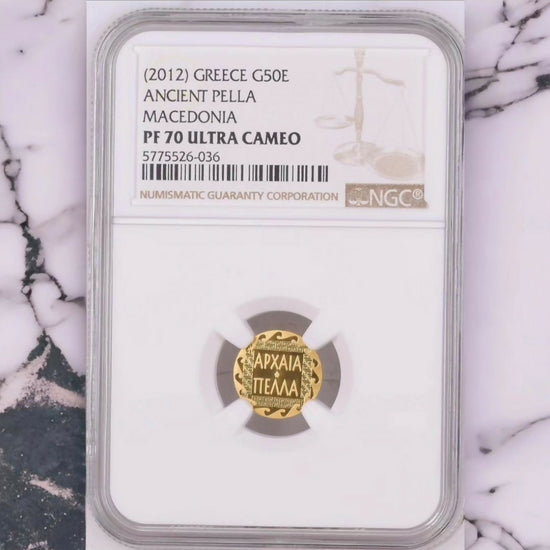 (2012) GREECE G50E
ANCIENT PELLA
MACEDONIA
PF 70 ULTRA CAMEO
5775526-036
NUMISMATIC GUARANTY CORPORATION
NGC®
ΑΡΧΑΙΑ
ΠΕΛΛΑ